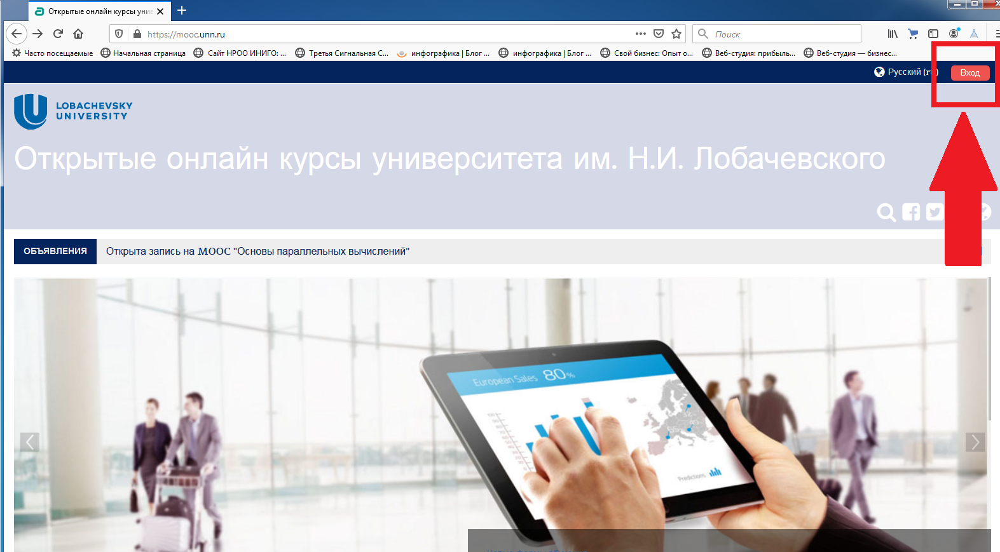 Открытые онлайн курсы унив
https://mooc.unn.ru
Поиск
Часто посещаемые
Начальная страница
Сайт НРОО ИНИГО: ...
Третья Сигнальная С...
инфографика | Блог ...
инфографика | Блог ...
Свой бизнес: Опыт о...
Веб-студия: прибыль...
Веб-студия — бизнес...
Русский (ru)
Вход
LOBACHEVSKY
UNIVERSITY
Открытые онлайн курсы университета им. Н.И. Лобачевского
ОБЪЯВЛЕНИЯ
Открыта запись на MOOC "Основы параллельных вычислений"
European Sales 80%
Predictions